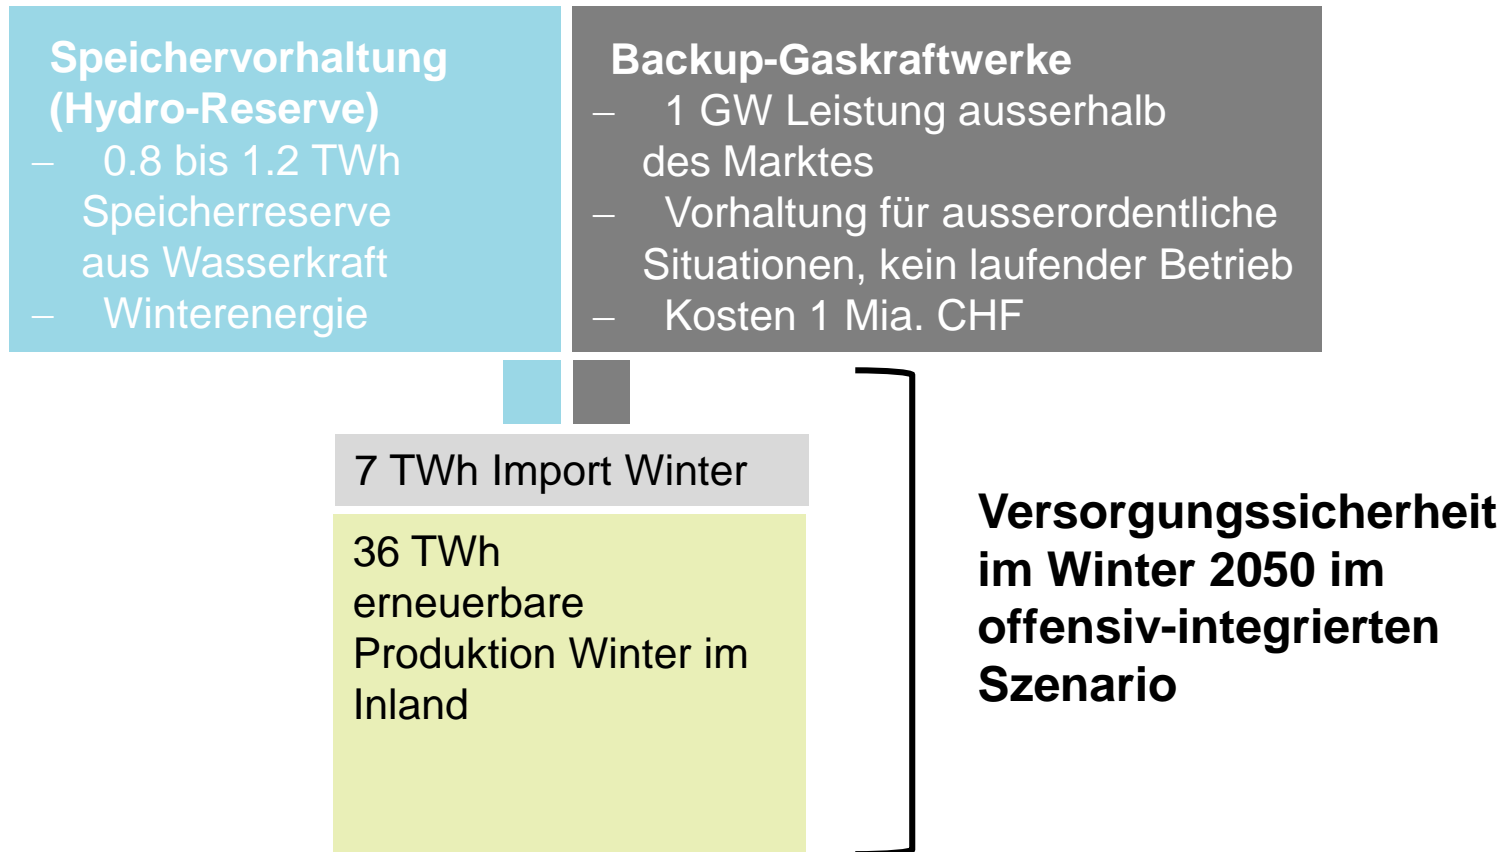 Speichervorhaltung
(Hydro-Reserve)
– 0.8 bis 1.2 TWh
Speicherreserve
aus Wasserkraft
– Winterenergie
Backup-Gaskraftwerke
– 1 GW Leistung ausserhalb
des Marktes
– Vorhaltung für ausserordentliche
Situationen, kein laufender Betrieb
– Kosten 1 Mia. CHF
7 TWh Import Winter
36 TWh
erneuerbare
Produktion Winter im
Inland
Versorgungssicherheit
im Winter 2050 im
offensiv-integrierten
Szenario